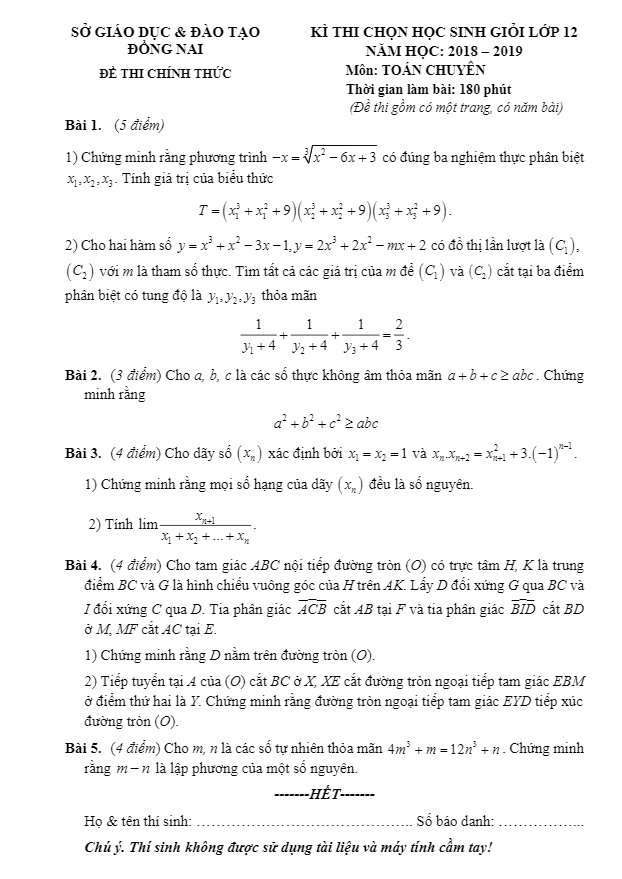 SỞ GIÁO DỤC & ĐÀO TẠO
ĐỒNG NAI
ĐỀ THI CHÍNH THỨC
KÌ THI CHỌN HỌC SINH GIỎI LỚP 12
NĂM HỌC: 2018 – 2019
Môn: TOÁN CHUYÊN
Thời gian làm bài: 180 phút
(Đề thi gồm có một trang, có năm bài)
Bài 1. (5 điểm)
1) Chứng minh rằng phương trình $-x = \sqrt[3]{x^2 - 6x + 3}$ có đúng ba nghiệm thực phân biệt
$x_1, x_2, x_3$. Tính giá trị của biểu thức
$T = (x_1^3 + x_1^2 + 9)(x_2^3 + x_2^2 + 9)(x_3^3 + x_3^2 + 9).$
2) Cho hai hàm số $y = x^3 + x^2 - 3x - 1, y = 2x^3 + 2x^2 - mx + 2$ có đồ thị lần lượt là $(C_1)$,
$(C_2)$ với m là tham số thực. Tìm tất cả các giá trị của m để $(C_1)$ và $(C_2)$ cắt tại ba điểm
phân biệt có tung độ là $y_1, y_2, y_3$ thỏa mãn
$\frac{1}{y_1 + 4} + \frac{1}{y_2 + 4} + \frac{1}{y_3 + 4} = \frac{2}{3}.$
Bài 2. (3 điểm) Cho a, b, c là các số thực không âm thỏa mãn $a + b + c \ge abc$. Chứng
minh rằng
$a^2 + b^2 + c^2 \ge abc$
Bài 3. (4 điểm) Cho dãy số $(x_n)$ xác định bởi $x_1 = x_2 = 1$ và $x_n.x_{n+2} = x_{n+1}^2 + 3.(-1)^{n-1}$.
1) Chứng minh rằng mọi số hạng của dãy $(x_n)$ đều là số nguyên.
2) Tính $\lim \frac{x_{n+1}}{x_1 + x_2 + ... + x_n}$.
Bài 4. (4 điểm) Cho tam giác ABC nội tiếp đường tròn (O) có trực tâm H, K là trung
điểm BC và G là hình chiếu vuông góc của H trên AK. Lấy D đối xứng G qua BC và
I đối xứng C qua D. Tia phân giác $\widehat{ACB}$ cắt AB tại F và tia phân giác $\widehat{BID}$ cắt BD
ở M, MF cắt AC tại E.
1) Chứng minh rằng D nằm trên đường tròn (O).
2) Tiếp tuyến tại A của (O) cắt BC ở X, XE cắt đường tròn ngoại tiếp tam giác EBM
ở điểm thứ hai là Y. Chứng minh rằng đường tròn ngoại tiếp tam giác EYD tiếp xúc
đường tròn (O).
Bài 5. (4 điểm) Cho m, n là các số tự nhiên thỏa mãn $4m^3 + m = 12n^3 + n$. Chứng minh
rằng $m - n$ là lập phương của một số nguyên.
-------HẾT-------
Họ & tên thí sinh: ………………………………….. Số báo danh: ……………...
Chú ý. Thí sinh không được sử dụng tài liệu và máy tính cầm tay!